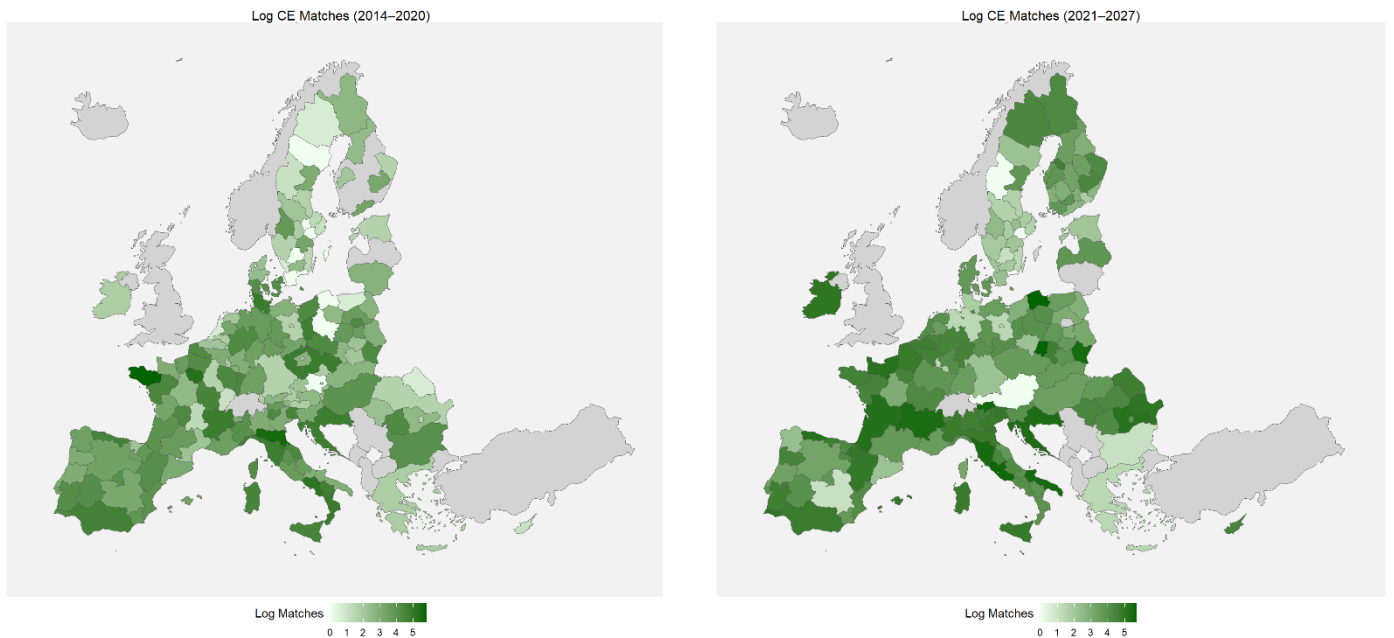 Log CE Matches (2014–2020)
Log CE Matches (2021–2027)
Log Matches
0 1 2 3 4 5
Log Matches
0 1 2 3 4 5